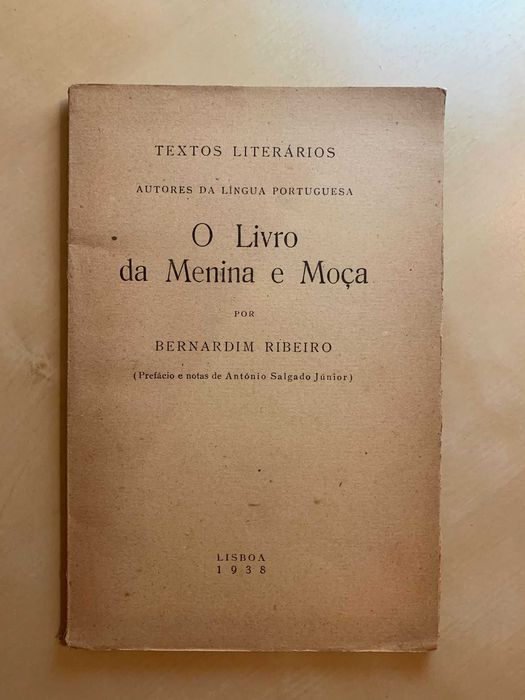 TEXTOS LITERÁRIOS
AUTORES DA LÍNGUA PORTUGUESA
O Livro
da Menina e Moça
POR
BERNARDIM RIBEIRO
(Prefácio e notas de António Salgado Júnior)
LISBOA
1938